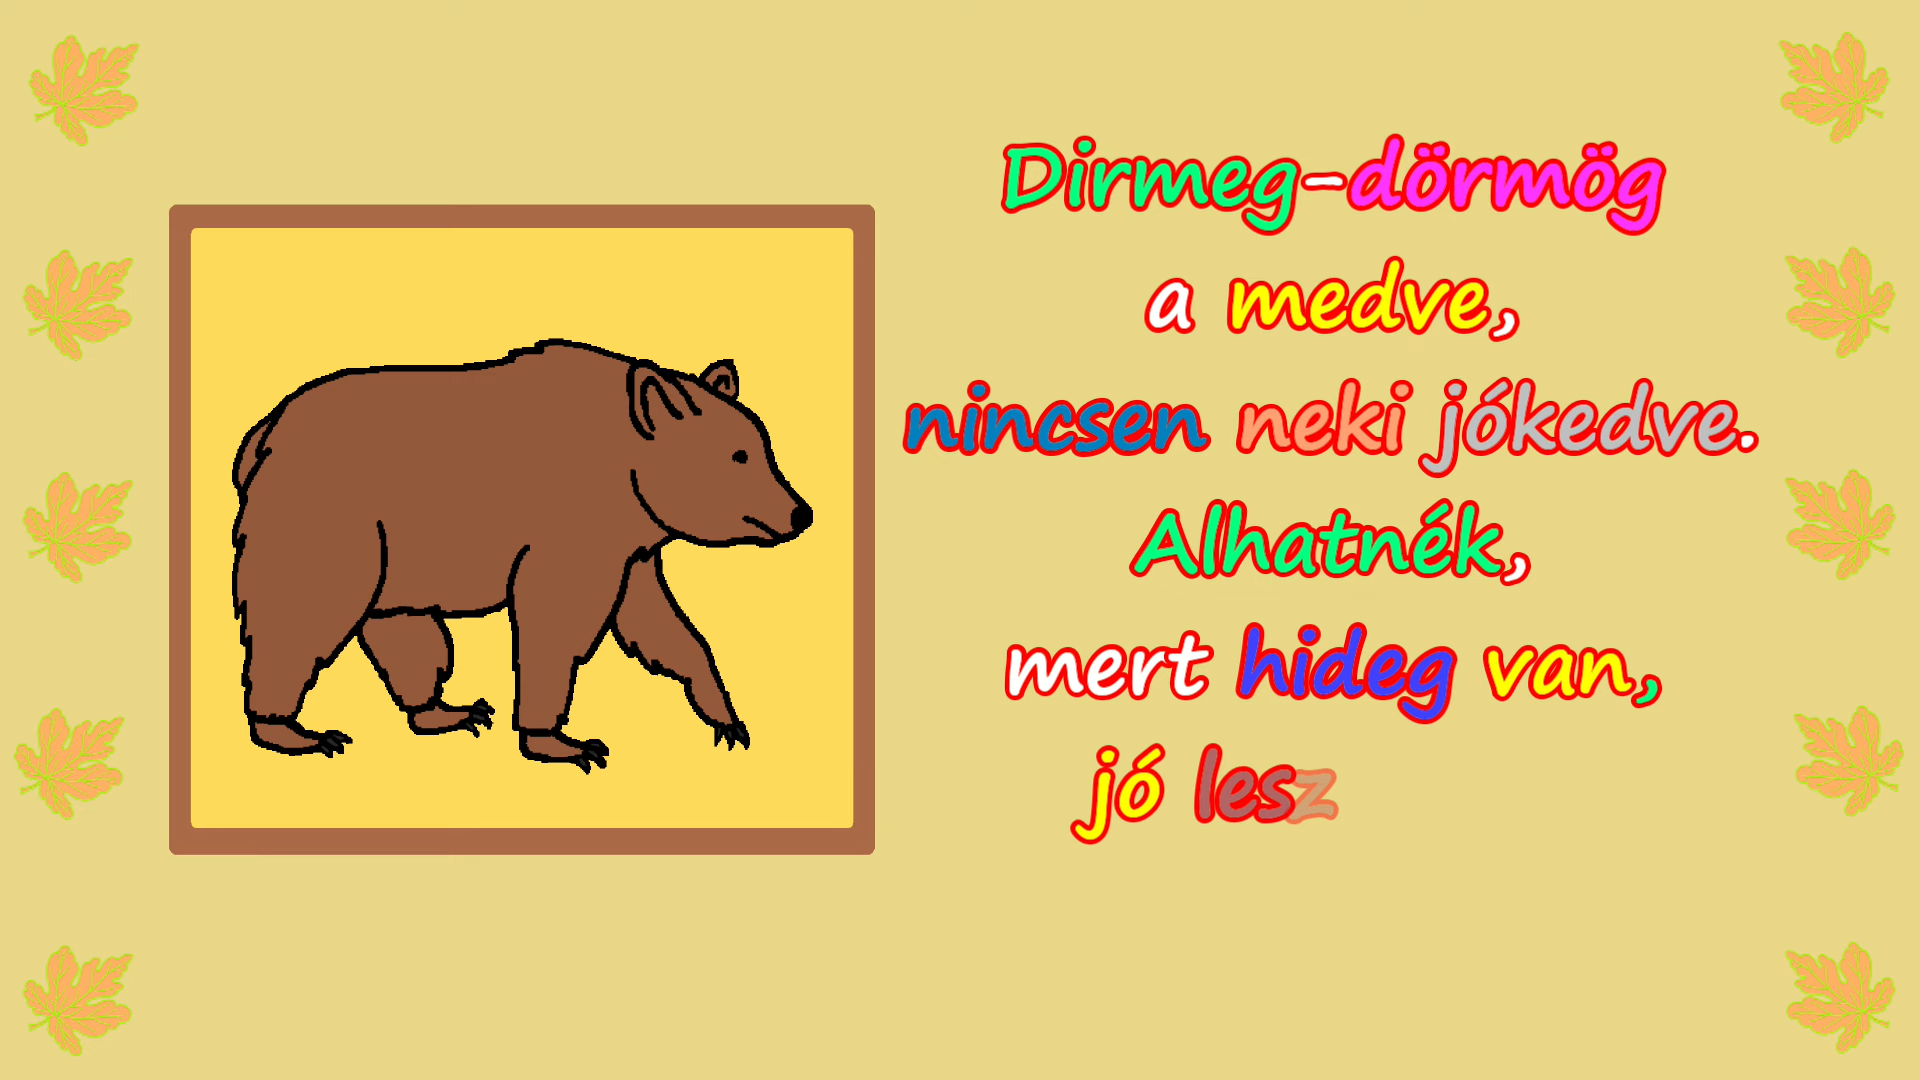 Dirmeg-dörmög
a medve,
nincsen neki jókedve.
Alhatnék,
mert hideg van,
jó lesz